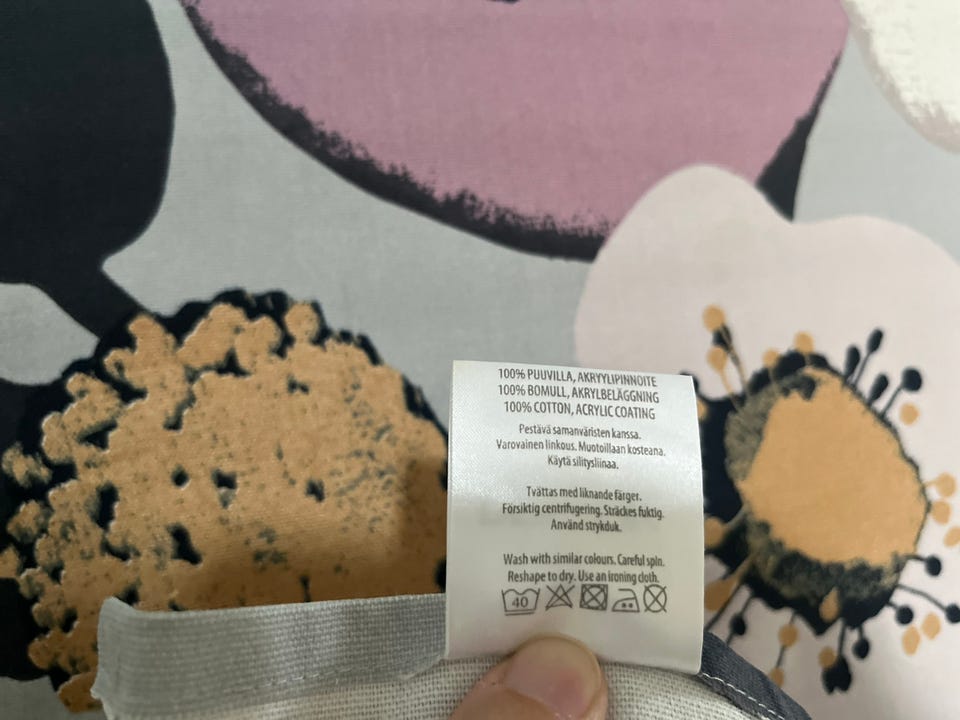 100% PUUVILLA, AKRYYLIPINNOITE
100% BOMULL, AKRYLBELÄGGNING
100% COTTON, ACRYLIC COATING
Pestävä samanväristen kanssa.
Varovainen linkous. Muotoillaan kosteana.
Käytä silitysliinaa.
Tvättas med liknande färger.
Försiktig centrifugering. Sträckes fuktig.
Använd strykduk.
Wash with similar colours. Careful spin.
Reshape to dry. Use an ironing cloth.
40